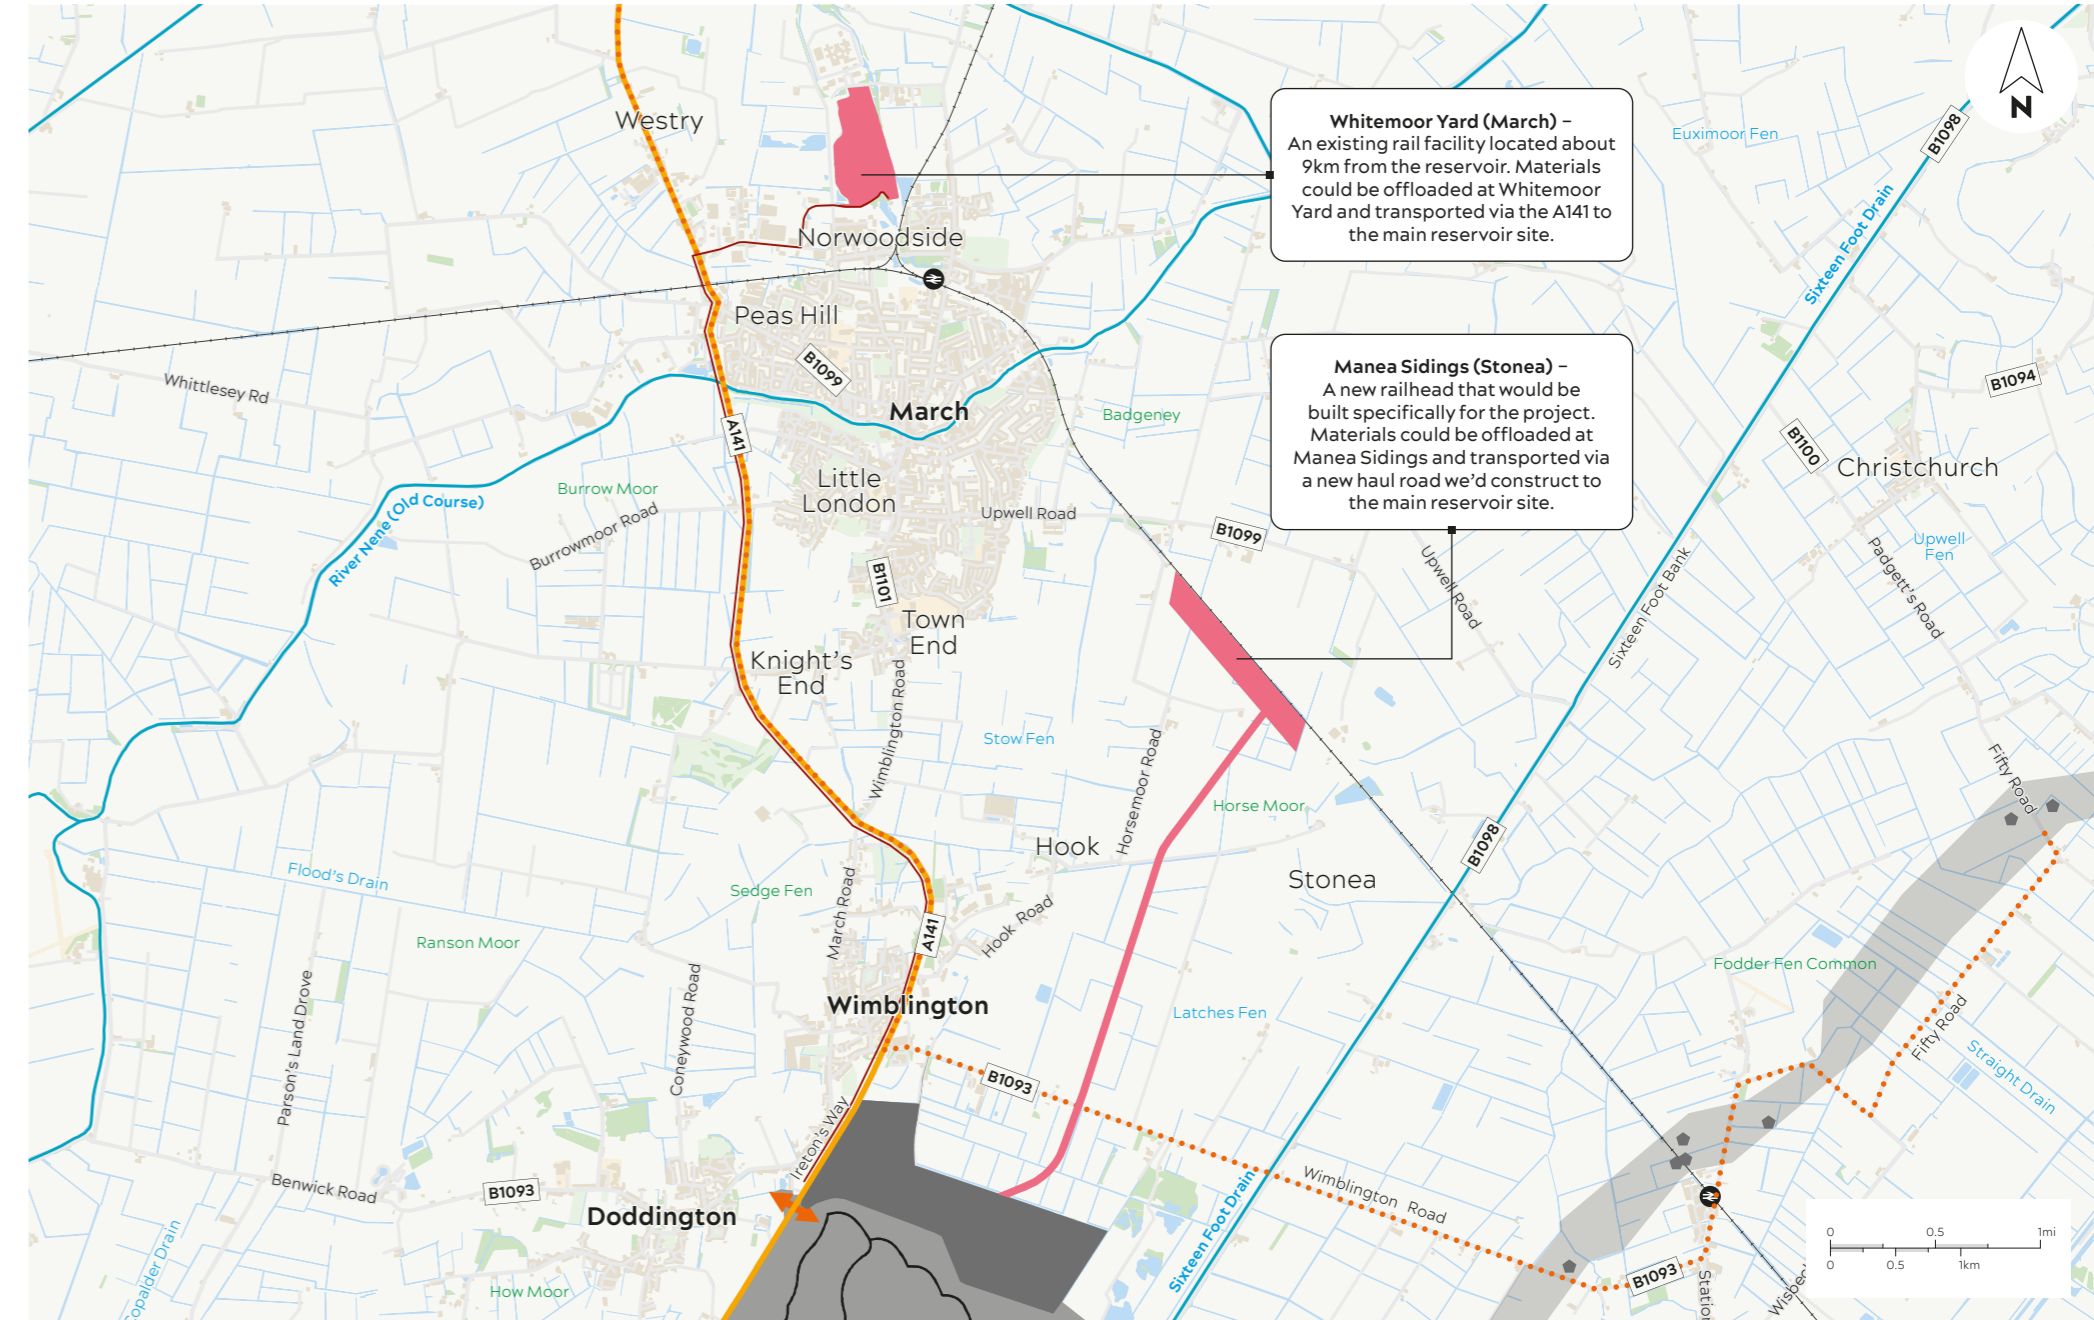 N
Westry
Whitemoor Yard (March) –
An existing rail facility located about
9km from the reservoir. Materials
could be offloaded at Whitemoor
Yard and transported via the A141 to
the main reservoir site.
Euximoor Fen
B1098
Sixteen Foot Drain
Norwoodside
Peas Hill
B1099
Whittlesey Rd
March
A141
Badgeney
Manea Sidings (Stonea) –
A new railhead that would be
built specifically for the project.
Materials could be offloaded at
Manea Sidings and transported via
a new haul road we’d construct to
the main reservoir site.
B1094
B1100
Christchurch
Little
London
Burrow Moor
River Nene (Old Course)
Burrowmoor Road
Upwell Road
B1099
Upwell Road
Upwell
Fen
Padgett’s Road
Sixteen Foot Bank
B1101
Town
End
Knight’s
End
Wimblington Road
Stow Fen
Horsemoor Road
Horse Moor
Fifty Road
Hook
B1098
Stonea
Flood’s Drain
Sedge Fen
March Road
A141
Hook Road
Ranson Moor
Fodder Fen Common
Coneywood Road
Parson’s Land Drove
Wimblington
Latches Fen
Fifty Road
Straight Drain
B1093
Ireton’s Way
Benwick Road
B1093
Doddington
Wimblington Road
Sixteen Foot Drain
B1093
How Moor
0 0.5 1mi
0 0.5 1km